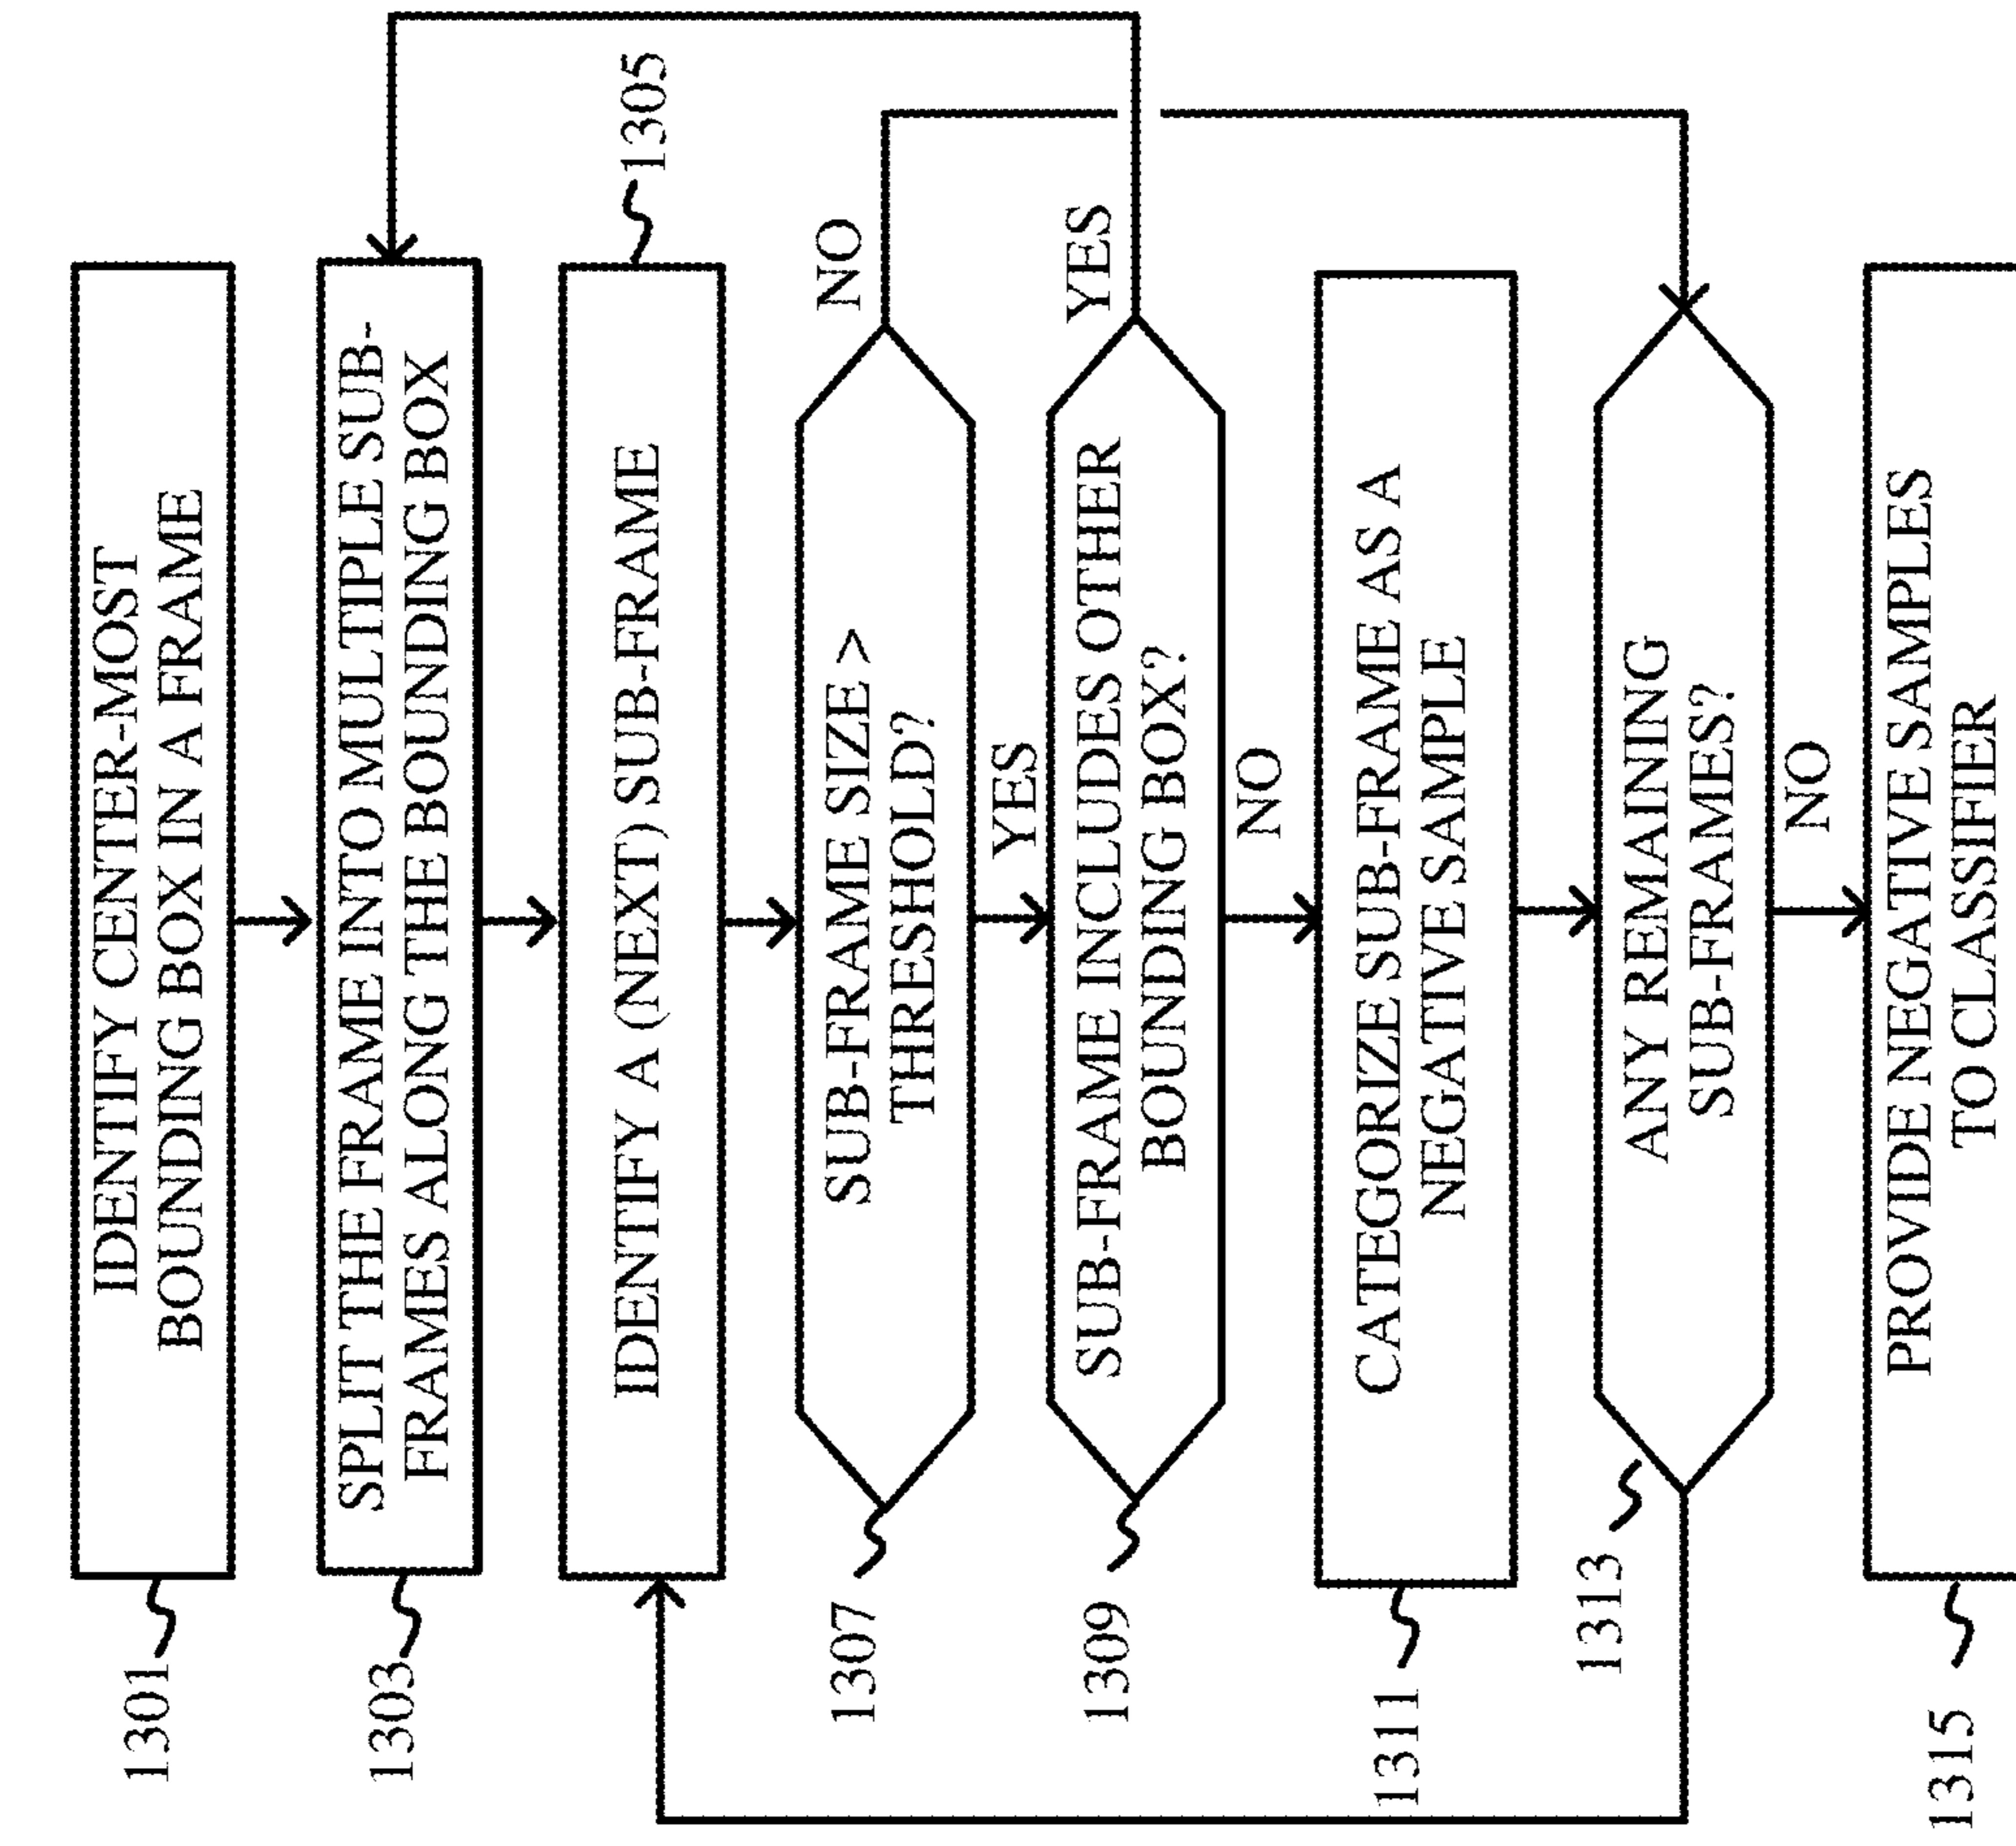 1301
IDENTIFY CENTER-MOST
BOUNDING BOX IN A FRAME
1303
SPLIT THE FRAME INTO MULTIPLE SUB-
FRAMES ALONG THE BOUNDING BOX
1305
IDENTIFY A (NEXT) SUB-FRAME
1307
SUB-FRAME SIZE >
THRESHOLD?
NO
YES
1309
SUB-FRAME INCLUDES OTHER
BOUNDING BOX?
YES
NO
1311
CATEGORIZE SUB-FRAME AS A
NEGATIVE SAMPLE
1313
ANY REMAINING
SUB-FRAMES?
NO
1315
PROVIDE NEGATIVE SAMPLES
TO CLASSIFIER